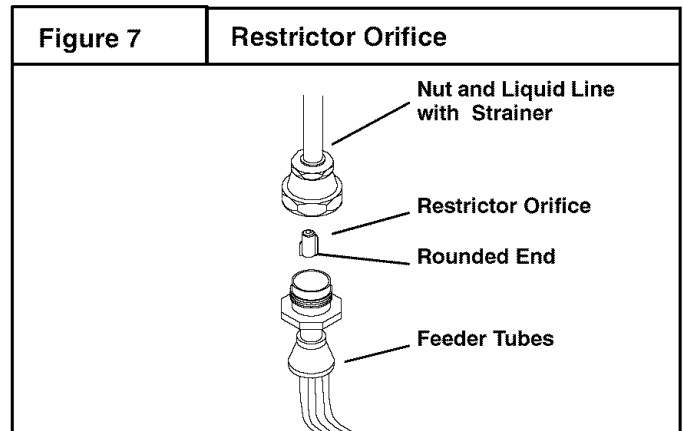 Figure 7
Restrictor Orifice
Nut and Liquid Line
with Strainer
Restrictor Orifice
Rounded End
Feeder Tubes